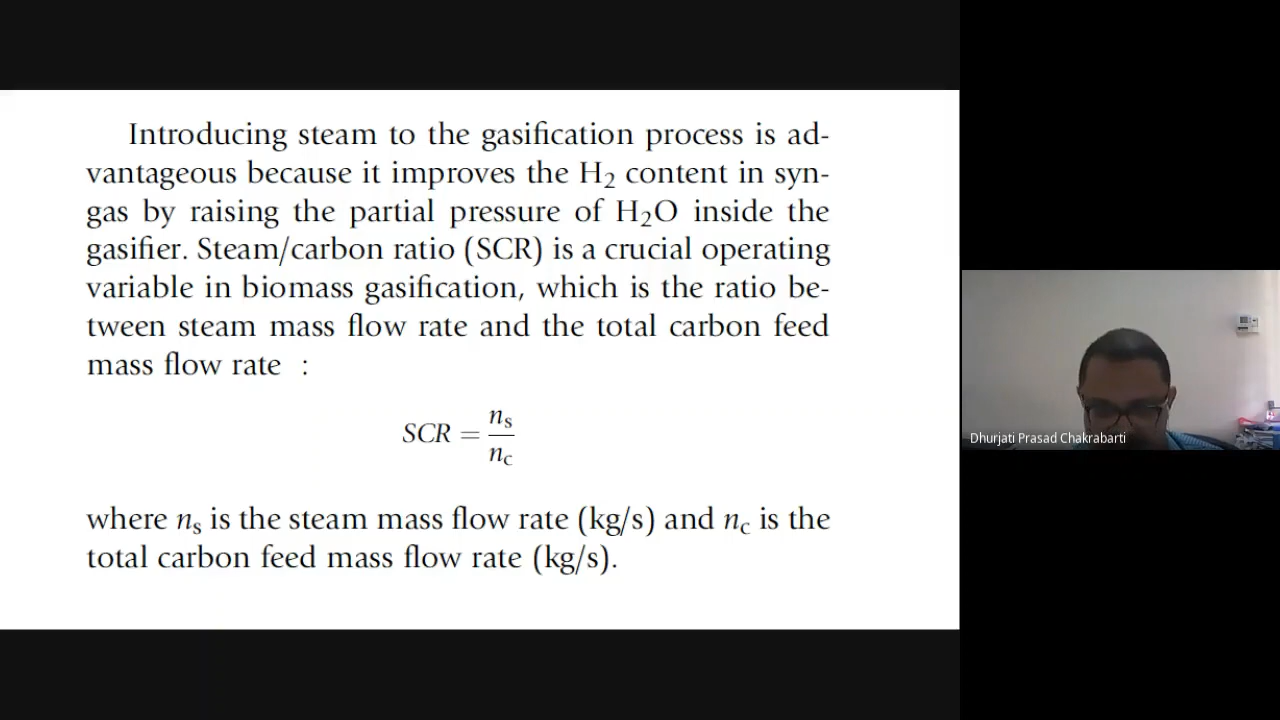 Introducing steam to the gasification process is ad-
vantageous because it improves the H₂ content in syn-
gas by raising the partial pressure of H₂O inside the
gasifier. Steam/carbon ratio (SCR) is a crucial operating
variable in biomass gasification, which is the ratio be-
tween steam mass flow rate and the total carbon feed
mass flow rate :
SCR = nₛ / n_c
where nₛ is the steam mass flow rate (kg/s) and n_c is the
total carbon feed mass flow rate (kg/s).
Dhurjati Prasad Chakrabarti